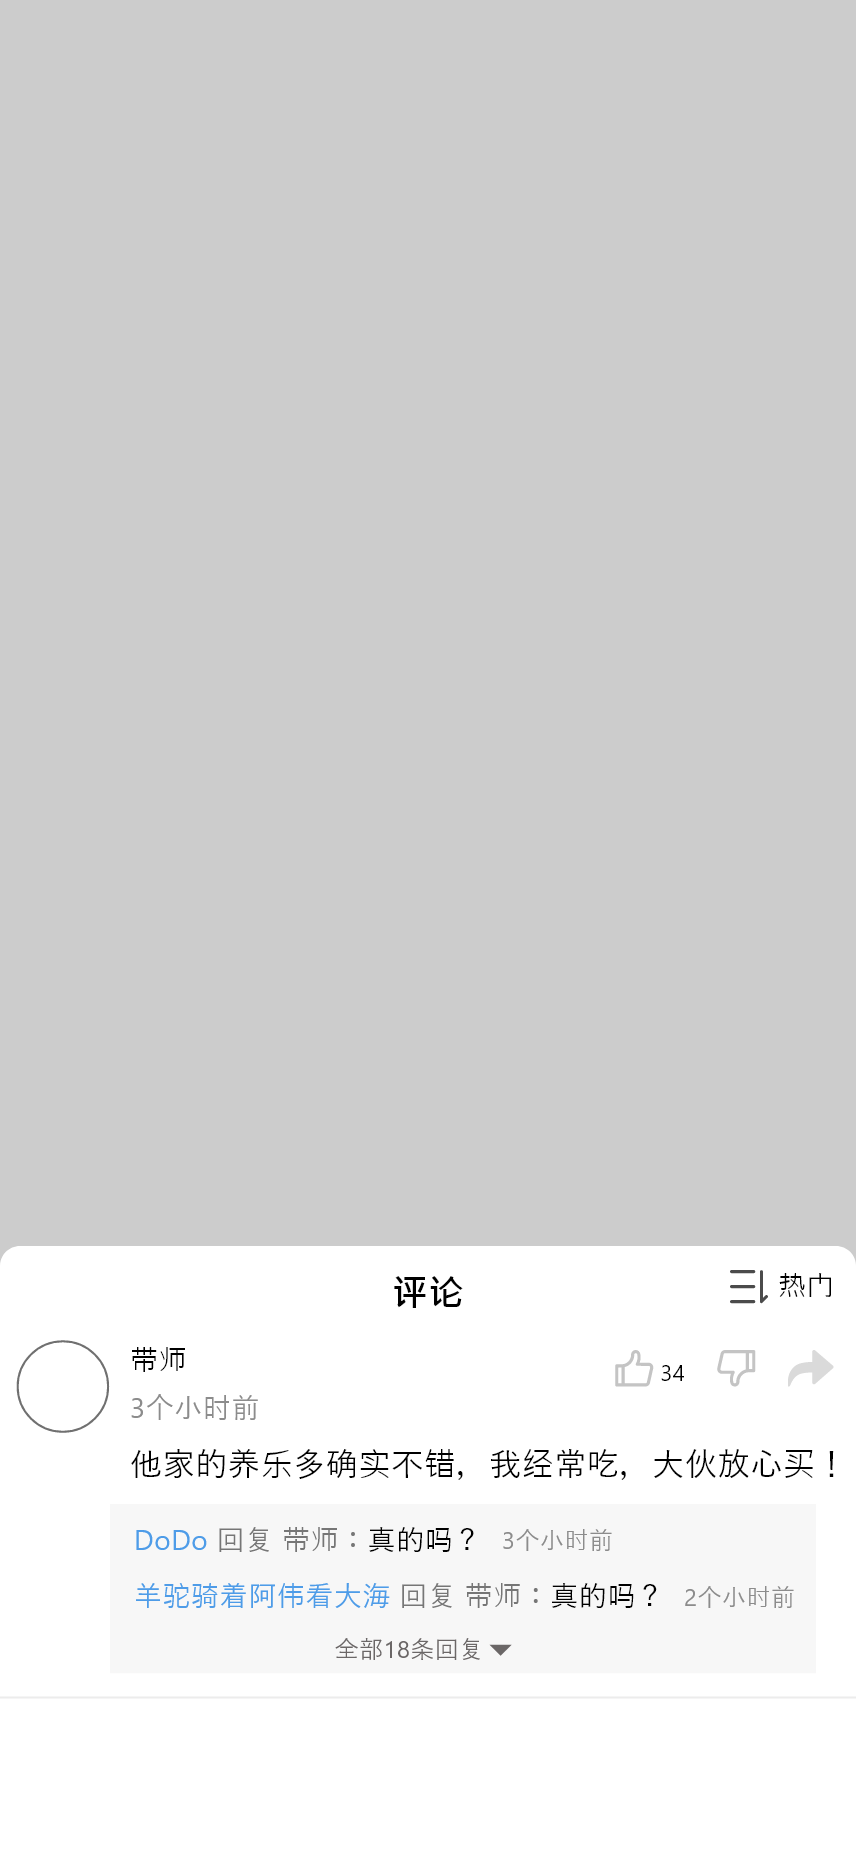 评论
热门
带师
34
3个小时前
他家的养乐多确实不错，我经常吃，大伙放心买！
DoDo 回复 带师：真的吗？ 3个小时前
羊驼骑着阿伟看大海 回复 带师：真的吗？ 2个小时前
全部18条回复